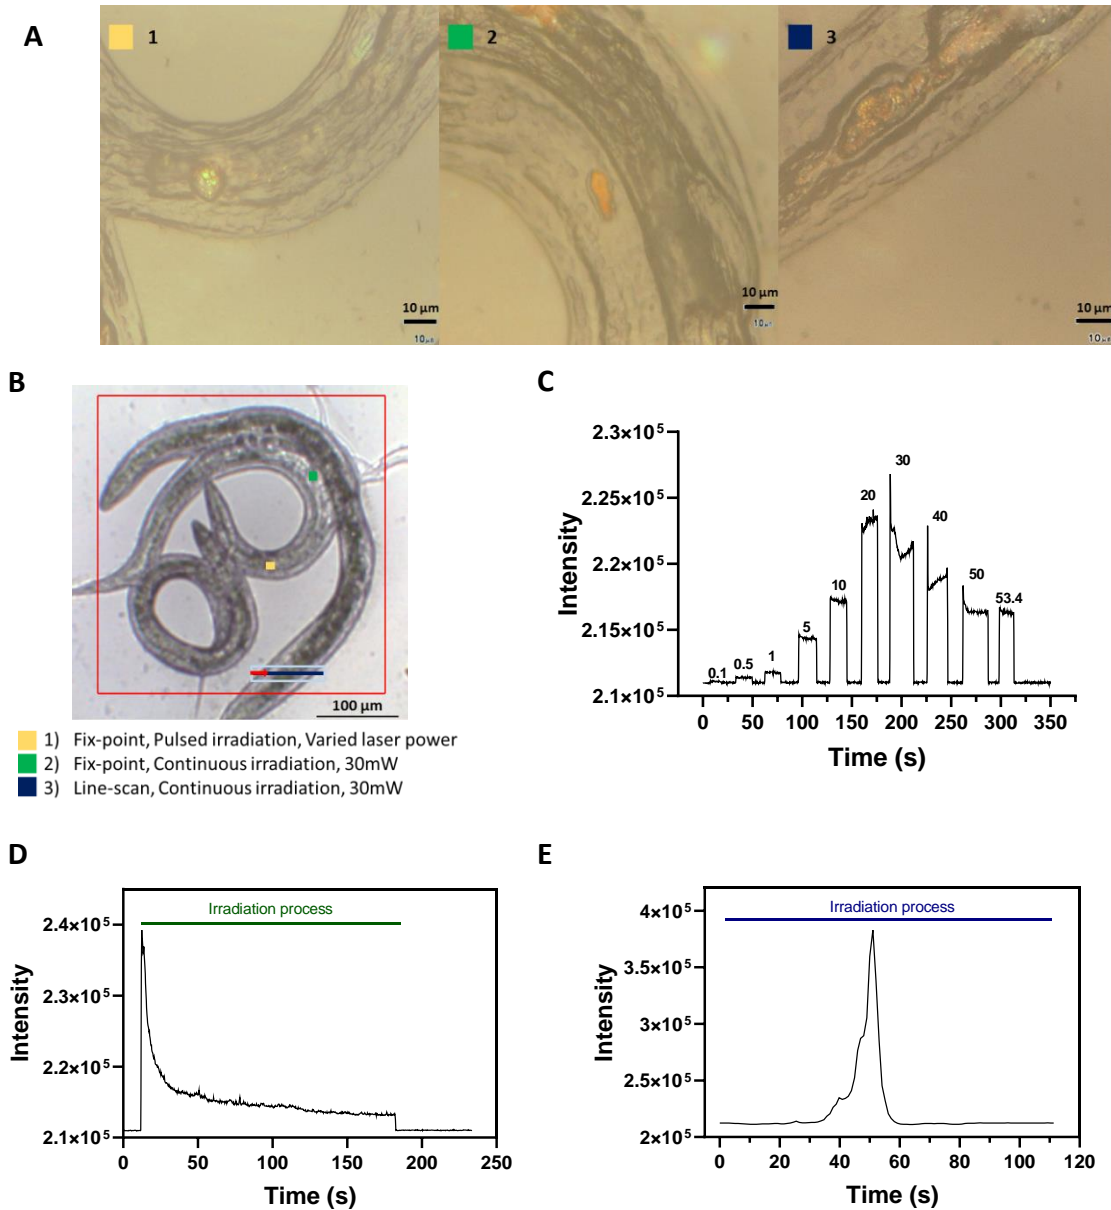 A
1
2
3
10 μm
10 μm
10 μm
10 μm
10 μm
B
100 μm
1) Fix-point, Pulsed irradiation, Varied laser power
2) Fix-point, Continuous irradiation, 30mW
3) Line-scan, Continuous irradiation, 30mW
C
Intensity
2.3×10⁵
2.25×10⁵
2.2×10⁵
2.15×10⁵
2.1×10⁵
0.1
0.5
1
5
10
20
30
40
50
53.4
0 50 100 150 200 250 300 350
Time (s)
D
Irradiation process
Intensity
2.4×10⁵
2.3×10⁵
2.2×10⁵
2.1×10⁵
0 50 100 150 200 250
Time (s)
E
Irradiation process
Intensity
4×10⁵
3.5×10⁵
3×10⁵
2.5×10⁵
2×10⁵
0 20 40 60 80 100 120
Time (s)